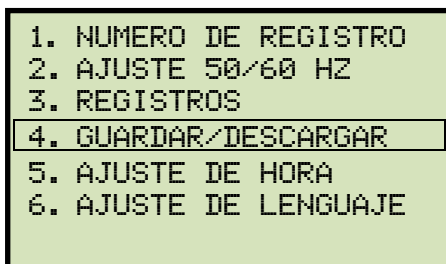 1. NUMERO DE REGISTRO
2. AJUSTE 50/60 HZ
3. REGISTROS
4. GUARDAR/DESCARGAR
5. AJUSTE DE HORA
6. AJUSTE DE LENGUAJE